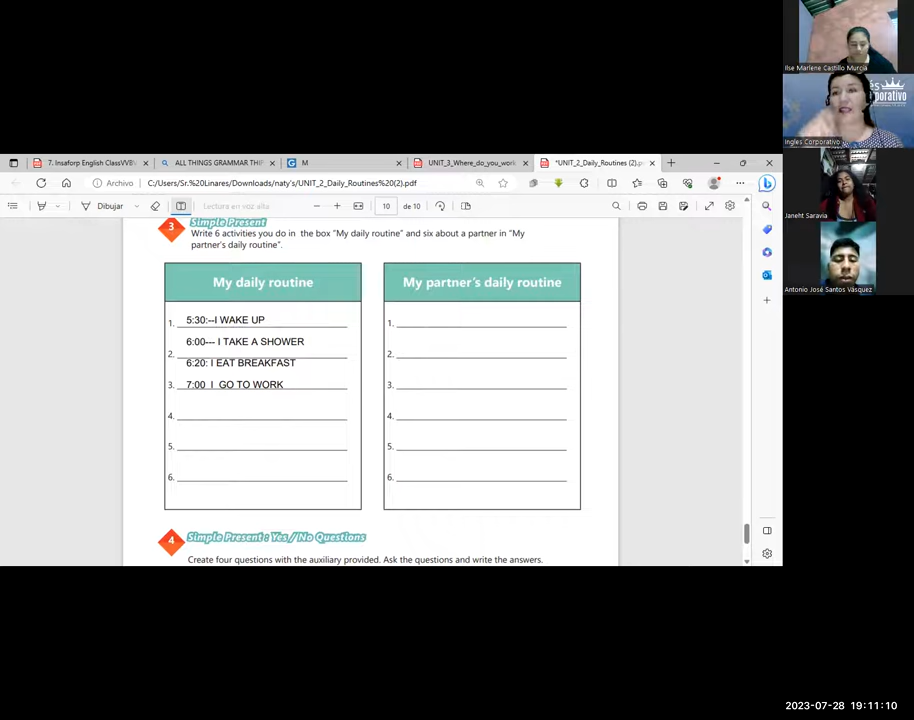 Ilse Marlene Castillo Murcia
és
rporativo
Ingles Corporativo
Janeht Saravia
Antonio José Santos Vásquez
7. Insaforp English ClassVVBV
ALL THINGS GRAMMAR THIR
M
UNIT_3_Where_do_you_work
*UNIT_2_Daily_Routines (2).p
Archivo
C:/Users/Sr.%20Linares/Downloads/naty's/UNIT_2_Daily_Routines%20(2).pdf
Dibujar
Lectura en voz alta
10
de 10
3
Simple Present
Write 6 activities you do in the box “My daily routine” and six about a partner in “My
partner’s daily routine”.
My daily routine
1. 5:30:--I WAKE UP
6:00--- I TAKE A SHOWER
2.
6:20: I EAT BREAKFAST
3. 7:00 I GO TO WORK
4.
5.
6.
My partner’s daily routine
1.
2.
3.
4.
5.
6.
4
Simple Present : Yes/No Questions
Create four questions with the auxiliary provided. Ask the questions and write the answers.
2023-07-28 19:11:10